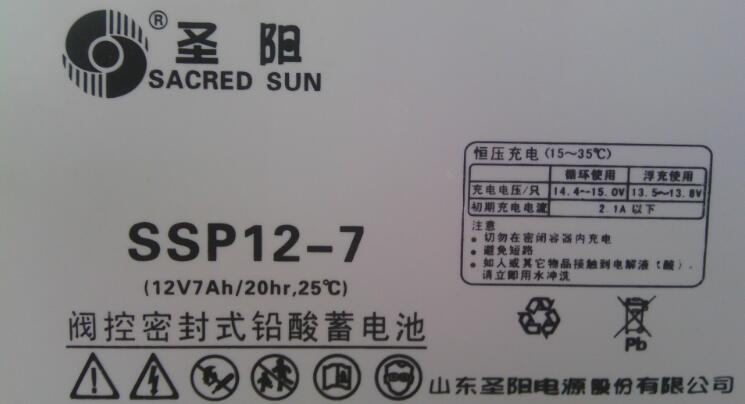 ® 圣阳
SACRED SUN
恒压充电(15～35℃)
循环使用 浮充使用
充电电压/只 14.4~15.0V 13.5~13.8V
初期充电电流 2.1A 以下
注意
• 切勿在密闭容器内充电
• 避免短路
• 如人或其它物品接触到电解液（酸）.
请立即用水冲洗
SSP12-7
(12V7Ah/20hr,25℃)
阀控密封式铅酸蓄电池
Pb
山东圣阳电源股份有限公司